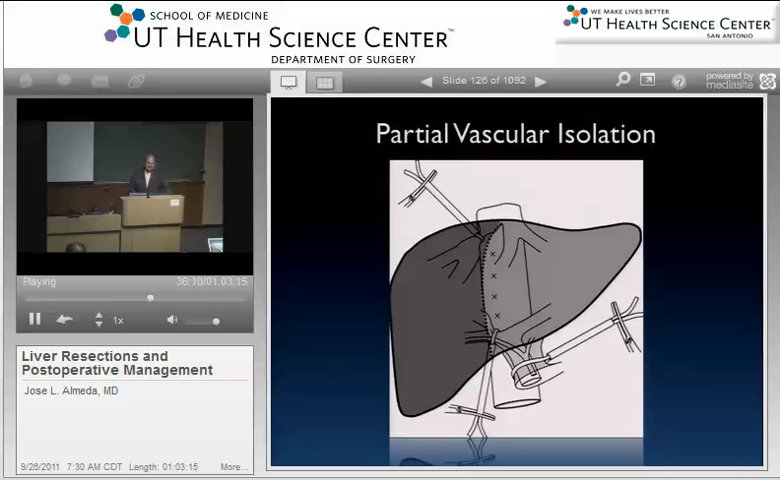 SCHOOL OF MEDICINE
UT HEALTH SCIENCE CENTER™
DEPARTMENT OF SURGERY
WE MAKE LIVES BETTER
UT HEALTH SCIENCE CENTER
SAN ANTONIO
Slide 126 of 1092
powered by
mediasite
Partial Vascular Isolation
Playing
36:10/01:03:15
1x
Liver Resections and
Postoperative Management
Jose L. Almeda, MD
9/26/2011 7:30 AM CDT Length: 01:03:15 More...